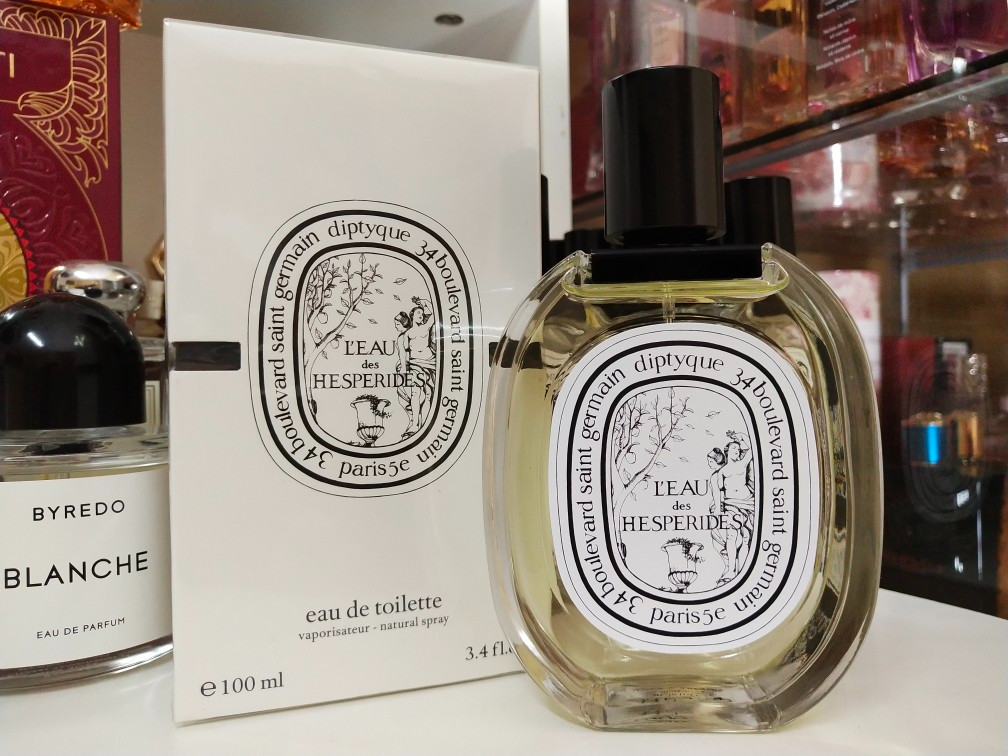 TI
BYREDO
BLANCHE
EAU DE PARFUM
diptyque 34 boulevard saint germain paris 5e 34 boulevard saint germain
L'EAU
des
HESPERIDES
eau de toilette
vaporisateur - natural spray
3.4 fl.
e 100 ml
diptyque 34 boulevard saint germain paris 5e 34 boulevard saint germain
L'EAU
des
HESPERIDES